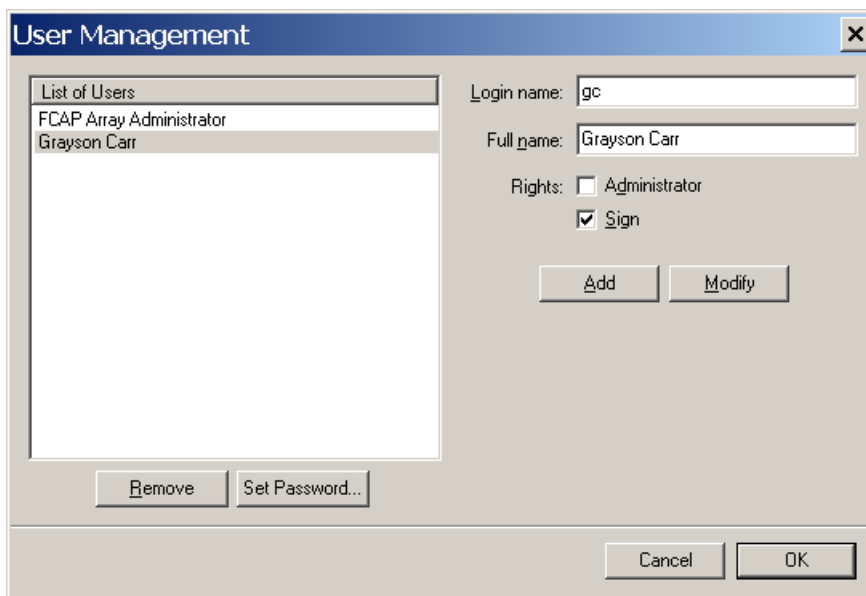 User Management
List of Users
FCAP Array Administrator
Grayson Carr
Remove
Set Password...
Login name: gc
Full name: Grayson Carr
Rights: Administrator
Sign
Add
Modify
Cancel
OK